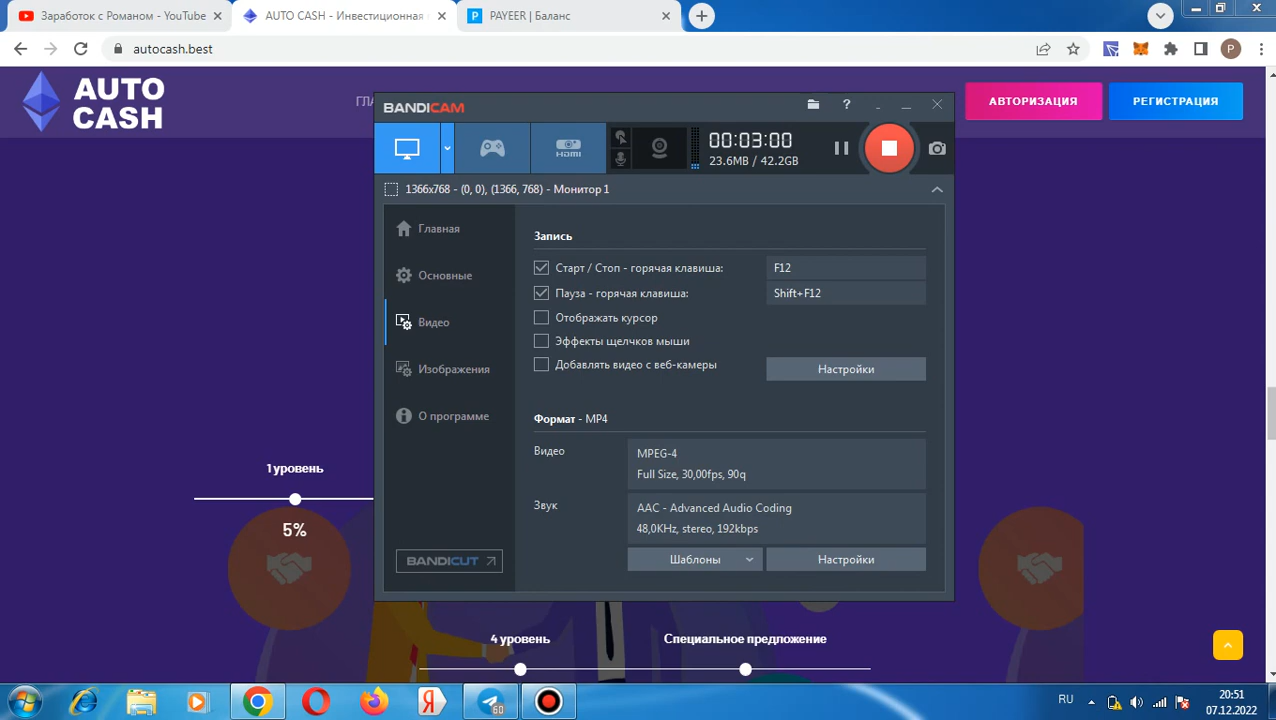 Заработок с Романом - YouTube
AUTO CASH - Инвестиционная
PAYEER | Баланс
autocash.best
P
AUTO
CASH
ГЛА
АВТОРИЗАЦИЯ
РЕГИСТРАЦИЯ
BANDICAM
?
HDMI
00:03:00
23.6MB / 42.2GB
1366x768 - (0, 0), (1366, 768) - Монитор 1
Главная
Основные
Видео
Изображения
О программе
BANDICUT
Запись
Старт / Стоп - горячая клавиша:
F12
Пауза - горячая клавиша:
Shift+F12
Отображать курсор
Эффекты щелчков мыши
Добавлять видео с веб-камеры
Настройки
Формат - MP4
Видео
MPEG-4
Full Size, 30,00fps, 90q
Звук
AAC - Advanced Audio Coding
48,0KHz, stereo, 192kbps
Шаблоны
Настройки
1 уровень
5%
4 уровень
Специальное предложение
60
RU
20:51
07.12.2022